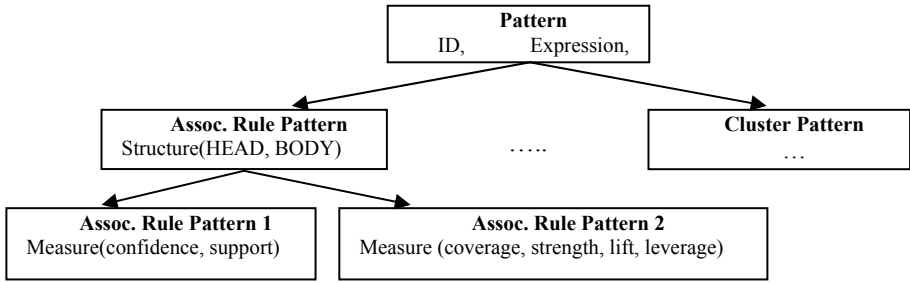 Pattern
ID, Expression,
Assoc. Rule Pattern
Structure(HEAD, BODY)
…..
Cluster Pattern
…
Assoc. Rule Pattern 1
Measure(confidence, support)
Assoc. Rule Pattern 2
Measure (coverage, strength, lift, leverage)